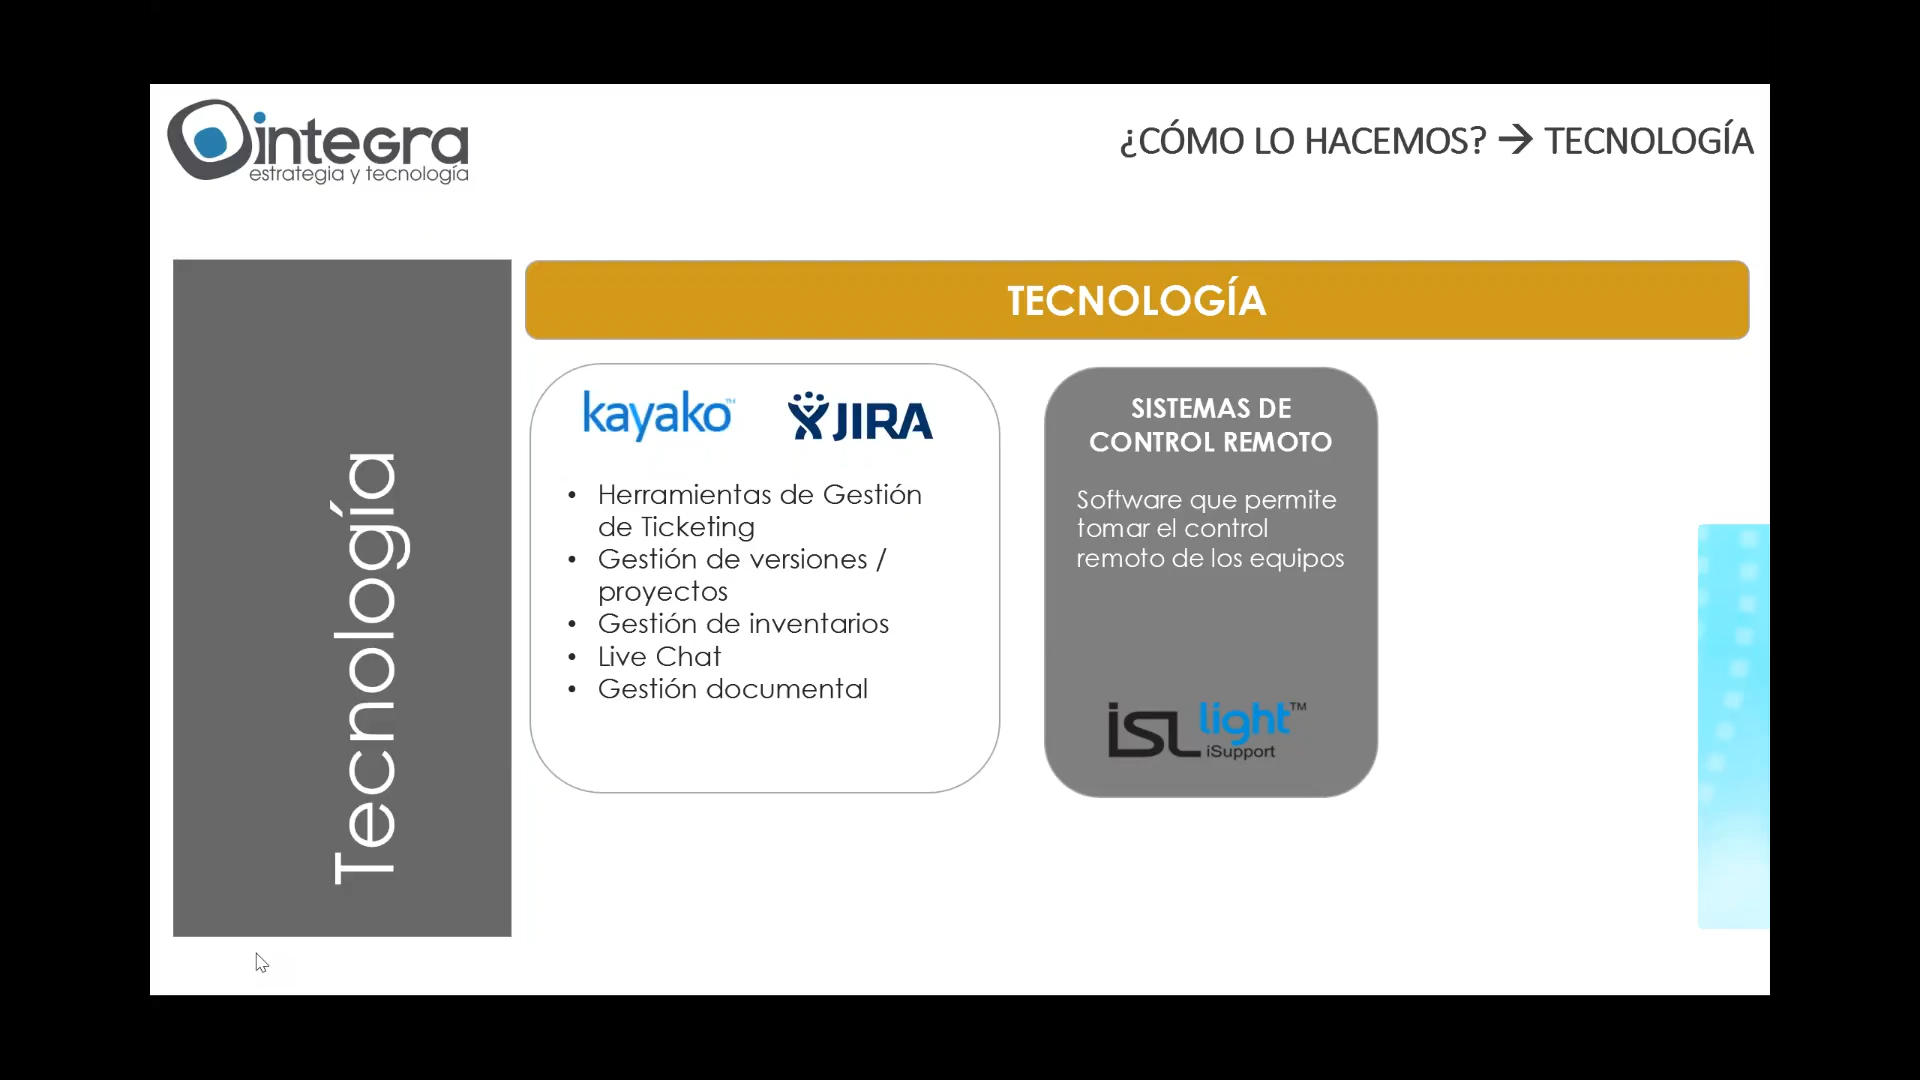 integra
estrategia y tecnología
¿CÓMO LO HACEMOS? → TECNOLOGÍA
Tecnología
TECNOLOGÍA
kayako™
JIRA
• Herramientas de Gestión
de Ticketing
• Gestión de versiones /
proyectos
• Gestión de inventarios
• Live Chat
• Gestión documental
SISTEMAS DE
CONTROL REMOTO
Software que permite
tomar el control
remoto de los equipos
ISL light™
iSupport